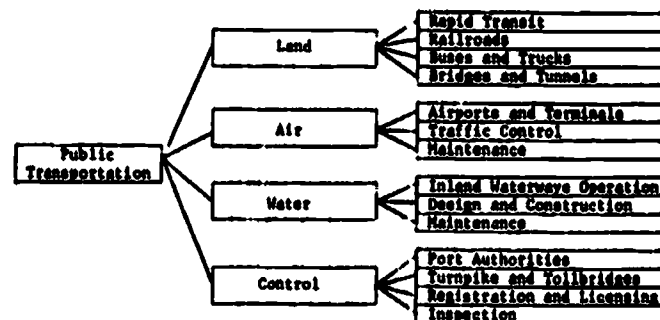 Public
Transportation
Land
Rapid Transit
Railroads
Buses and Trucks
Bridges and Tunnels
Air
Airports and Terminals
Traffic Control
Maintenance
Water
Inland Waterways Operation
Design and Construction
Maintenance
Control
Port Authorities
Turnpike and Tollbridges
Registration and Licensing
Inspection